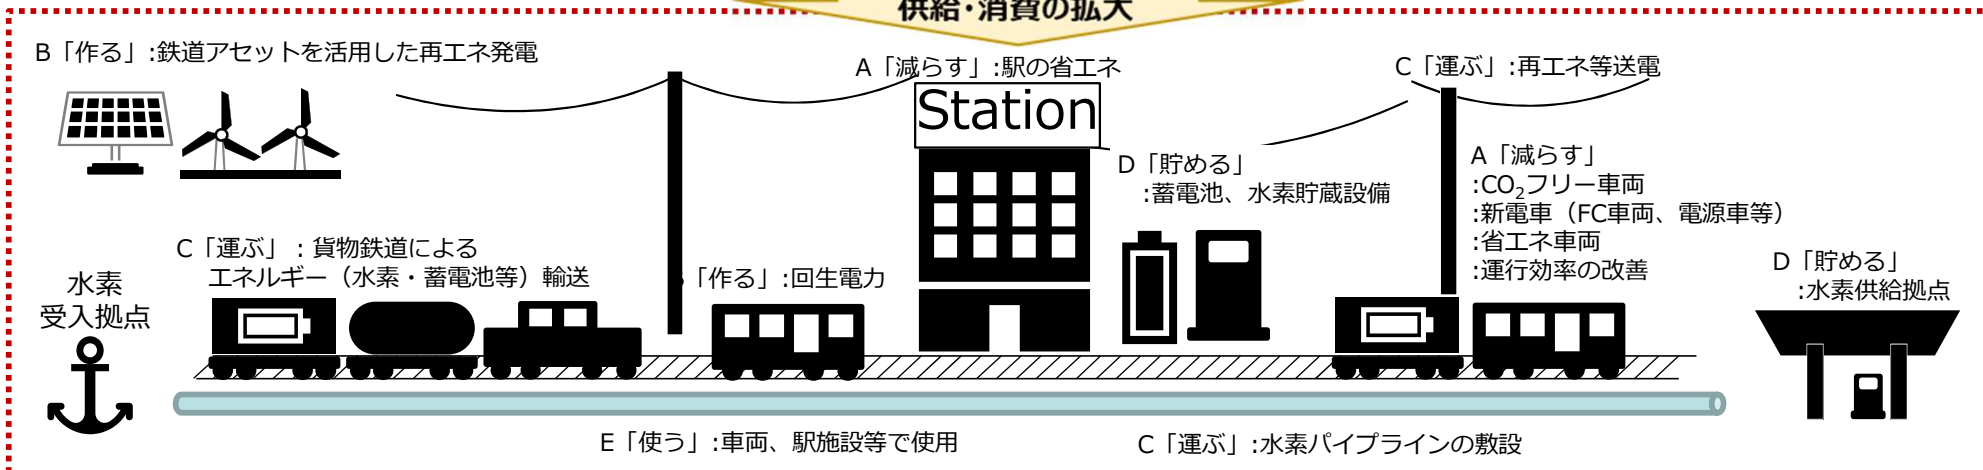 供給・消費の拡大
B「作る」:鉄道アセットを活用した再エネ発電
A「減らす」:駅の省エネ
C「運ぶ」:再エネ等送電
Station
D「貯める」
:蓄電池、水素貯蔵設備
A「減らす」
:CO₂フリー車両
:新電車（FC車両、電源車等）
:省エネ車両
:運行効率の改善
C「運ぶ」：貨物鉄道による
エネルギー（水素・蓄電池等）輸送
「作る」:回生電力
D「貯める」
:水素供給拠点
水素
受入拠点
E「使う」:車両、駅施設等で使用
C「運ぶ」:水素パイプラインの敷設